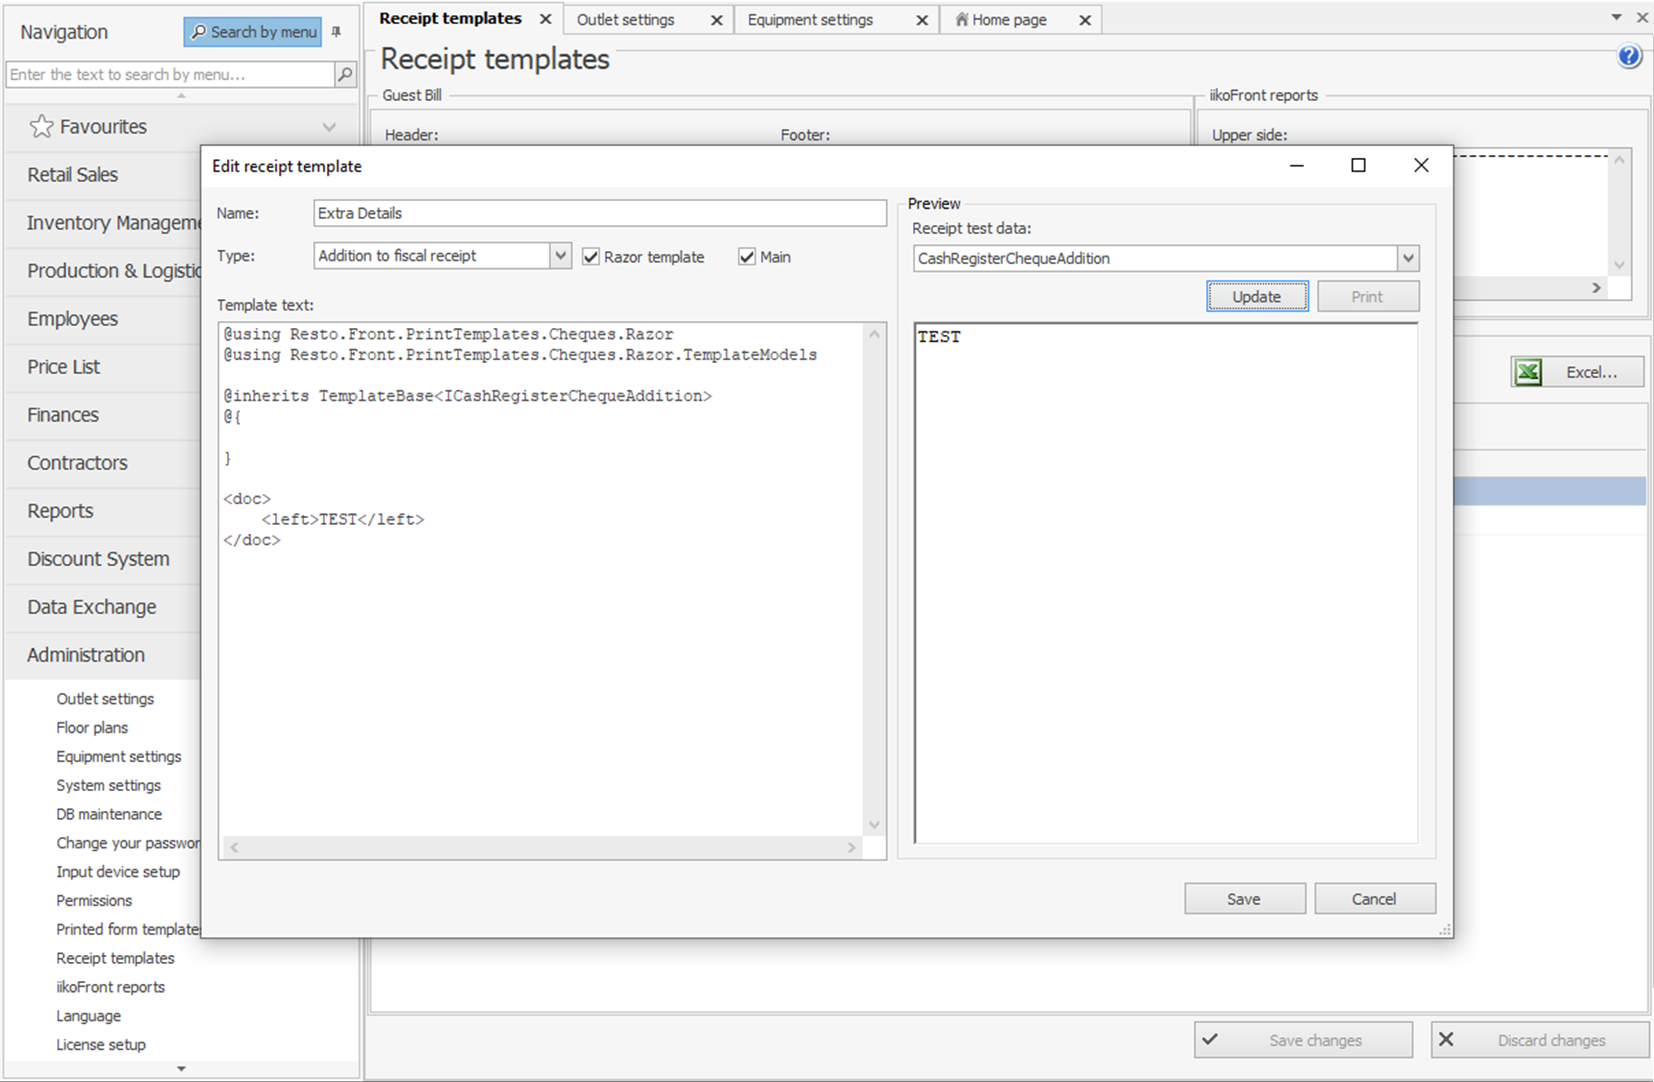 Navigation
Search by menu
Enter the text to search by menu...
Favourites
Retail Sales
Inventory Manageme
Production & Logistic
Employees
Price List
Finances
Contractors
Reports
Discount System
Data Exchange
Administration
Outlet settings
Floor plans
Equipment settings
System settings
DB maintenance
Change your passwor
Input device setup
Permissions
Printed form templates
Receipt templates
iikoFront reports
Language
License setup
Receipt templates
Outlet settings
Equipment settings
Home page
Receipt templates
Guest Bill
Header:
Footer:
iikoFront reports
Upper side:
Excel...
Edit receipt template
Name:
Extra Details
Type:
Addition to fiscal receipt
Razor template
Main
Template text:
@using Resto.Front.PrintTemplates.Cheques.Razor
@using Resto.Front.PrintTemplates.Cheques.Razor.TemplateModels
@inherits TemplateBase<ICashRegisterChequeAddition>
@{
}
<doc>
<left>TEST</left>
</doc>
Preview
Receipt test data:
CashRegisterChequeAddition
Update
Print
TEST
Save
Cancel
Save changes
Discard changes